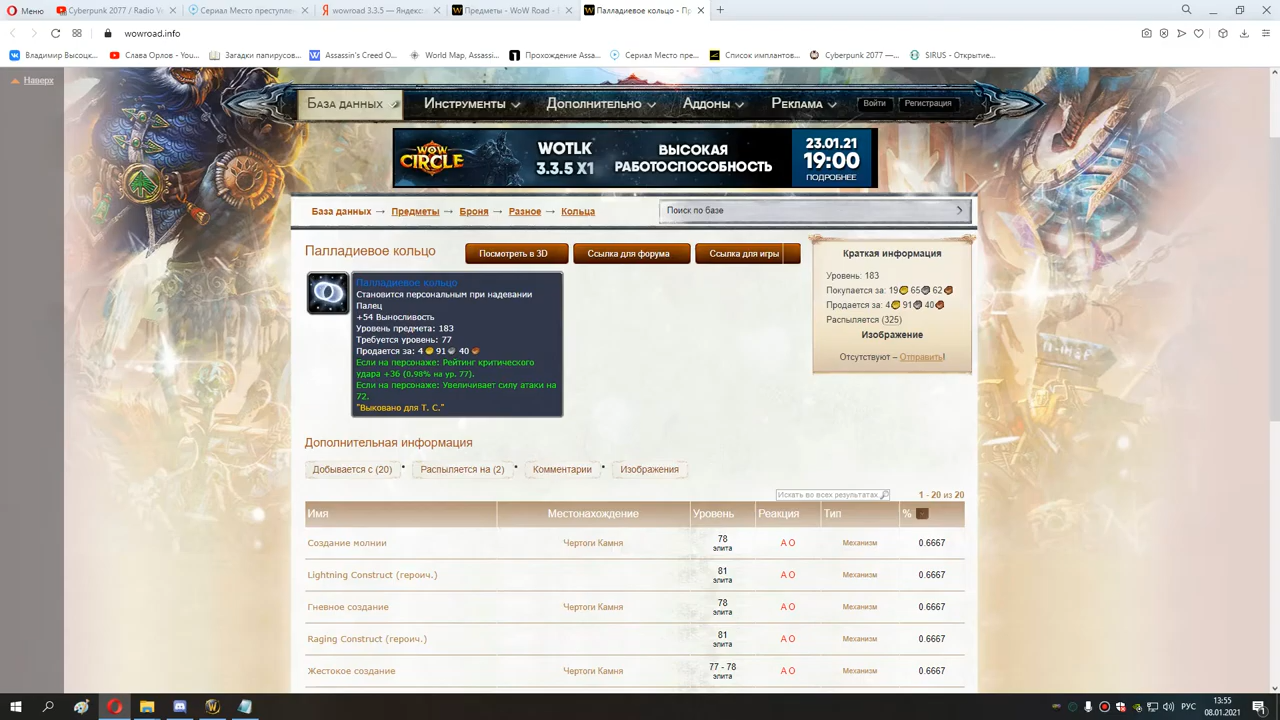 Меню
Cyberpunk 2077 / Radio V
Сериал Место преступлен
wowroad 3.3.5 — Яндекс:
Предметы - WoW Road - 
Палладиевое кольцо - Пр
wowroad.info
Владимир Высоцк...
Слава Орлов - You...
Загадки папирусов...
Assassin's Creed O...
World Map, Assassi...
Прохождение Assa...
Сериал Место пре...
Список имплантов...
Cyberpunk 2077 —...
SIRUS - Открытие...
Наверх
База данных
Инструменты
Дополнительно
Аддоны
Реклама
Войти
Регистрация
WOW CIRCLE
WOTLK
3.3.5 X1
ВЫСОКАЯ
РАБОТОСПОСОБНОСТЬ
23.01.21
19:00
ПОДРОБНЕЕ
База данных → Предметы → Броня → Разное → Кольца
Поиск по базе
Палладиевое кольцо
Посмотреть в 3D
Ссылка для форума
Ссылка для игры
Палладиевое кольцо
Становится персональным при надевании
Палец
+54 Выносливость
Уровень предмета: 183
Требуется уровень: 77
Продается за: 4 91 40
Если на персонаже: Рейтинг критического
удара +36 (0.98% на ур. 77).
Если на персонаже: Увеличивает силу атаки на
72.
"Выковано для Т. С."
Краткая информация
Уровень: 183
Покупается за: 19 65 62
Продается за: 4 91 40
Распыляется (325)
Изображение
Отсутствуют – Отправить!
Дополнительная информация
Добывается с (20)
Распыляется на (2)
Комментарии
Изображения
Искать во всех результатах
1 - 20 из 20
Имя Местонахождение Уровень Реакция Тип %
Создание молнии Чертоги Камня 78 A O Механизм 0.6667
элита
Lightning Construct (героич.) Чертоги Камня 81 A O Механизм 0.6667
элита
Гневное создание Чертоги Камня 78 A O Механизм 0.6667
элита
Raging Construct (героич.) Чертоги Камня 81 A O Механизм 0.6667
элита
Жестокое создание Чертоги Камня 77 - 78 A O Механизм 0.6667
элита
РУС
13:55
08.01.2021